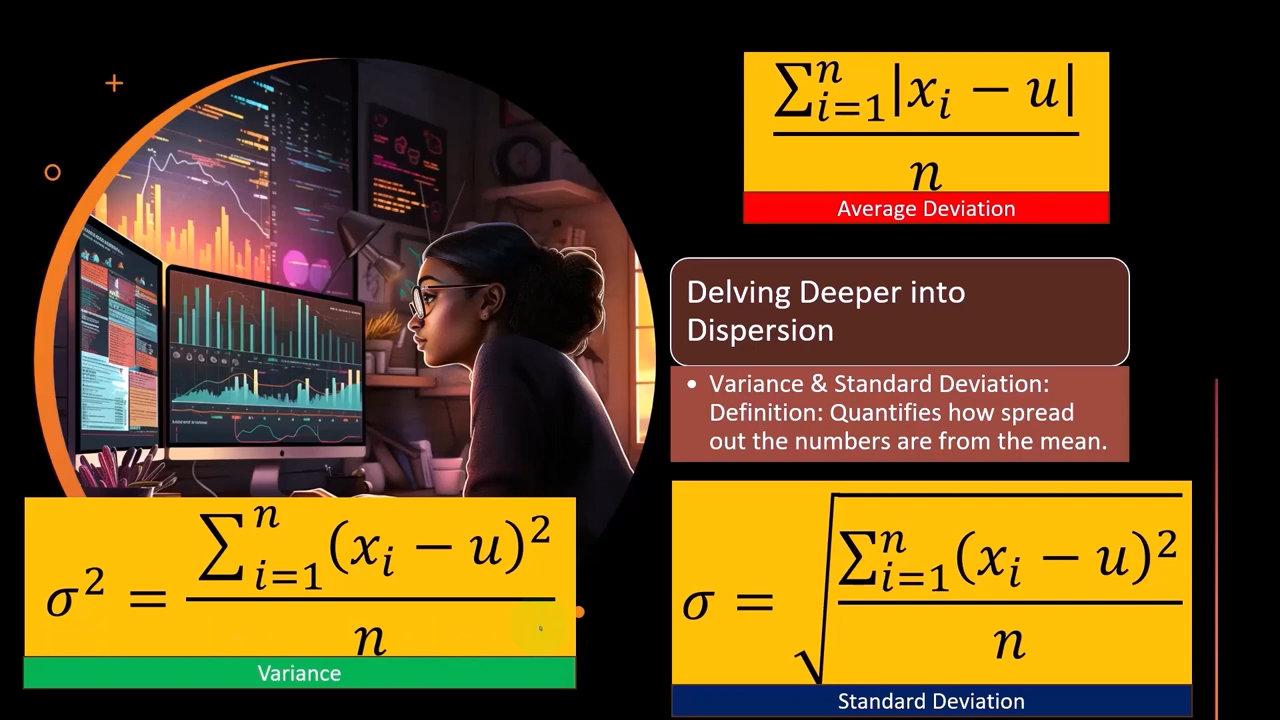 ∑ⁿᵢ₌₁|xᵢ − u|
n
Average Deviation
Delving Deeper into
Dispersion
• Variance & Standard Deviation:
Definition: Quantifies how spread
out the numbers are from the mean.
σ² = ∑ⁿᵢ₌₁(xᵢ − u)²
n
Variance
σ = √∑ⁿᵢ₌₁(xᵢ − u)²
n
Standard Deviation